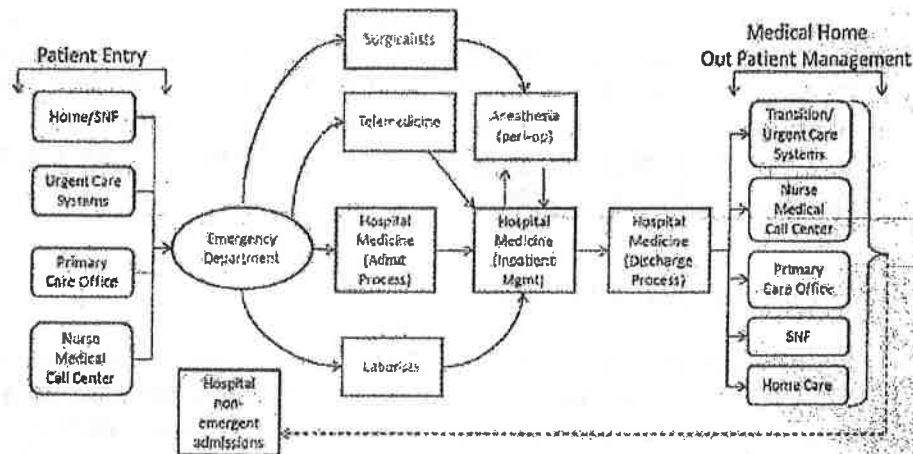 Patient Entry
Home/SNF
Urgent Care
Systems
Primary
Care Office
Nurse
Medical
Call Center
Emergency
Department
Surgicalists
Telemedicine
Anesthesia
(peri-op)
Hospital
Medicine
(Admit
Process)
Hospital
Medicine
(Inpatient
Mgmt)
Hospital
Medicine
(Discharge
Process)
Laborists
Hospital
non-
emergent
admissions
Medical Home
Out Patient Management
Transition/
Urgent Care
Systems
Nurse
Medical
Call Center
Primary
Care Office
SNF
Home Care